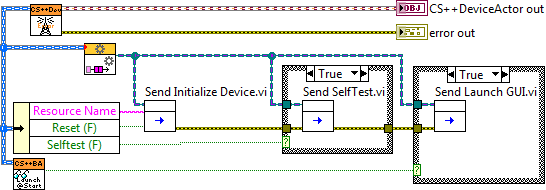 CS++Dev
OBJ
CS++DeviceActor out
error out
True
True
Send Initialize Device.vi
Send SelfTest.vi
Send Launch GUI.vi
Resource Name
Reset (F)
Selftest (F)
?
?
CS++BA
Launch
@Start